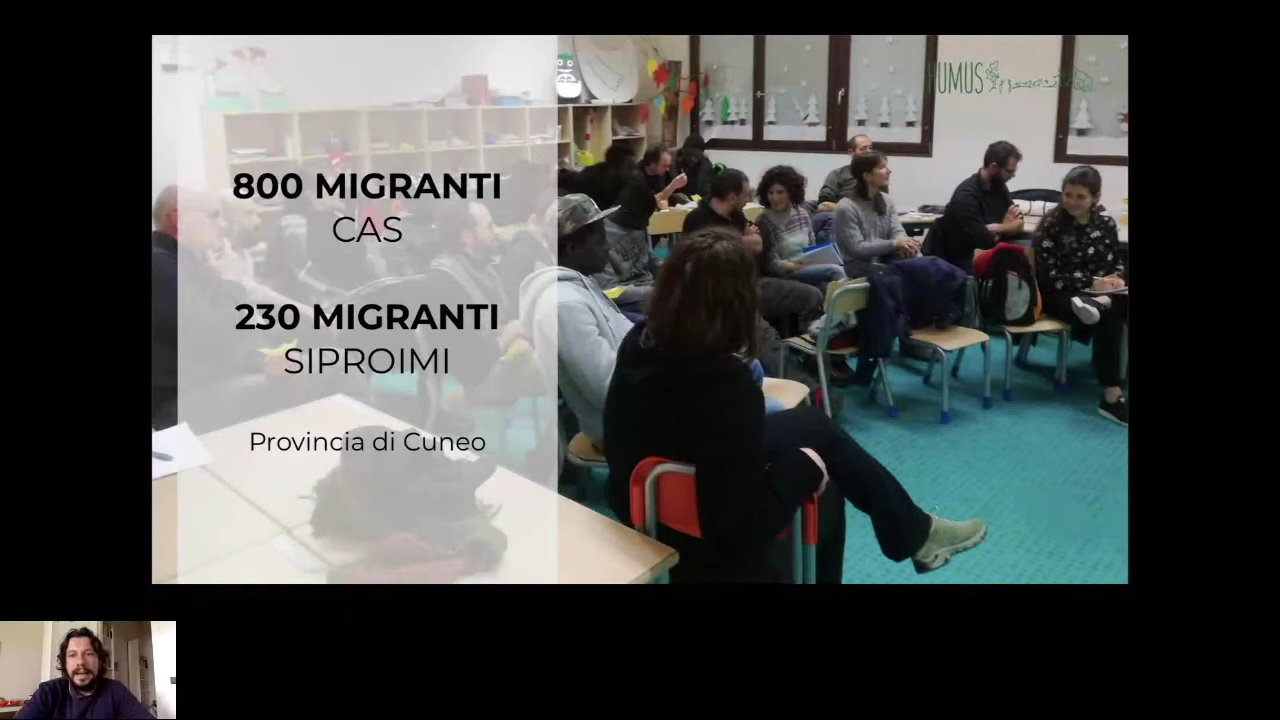 HUMUS
800 MIGRANTI
CAS
230 MIGRANTI
SIPROIMI
Provincia di Cuneo